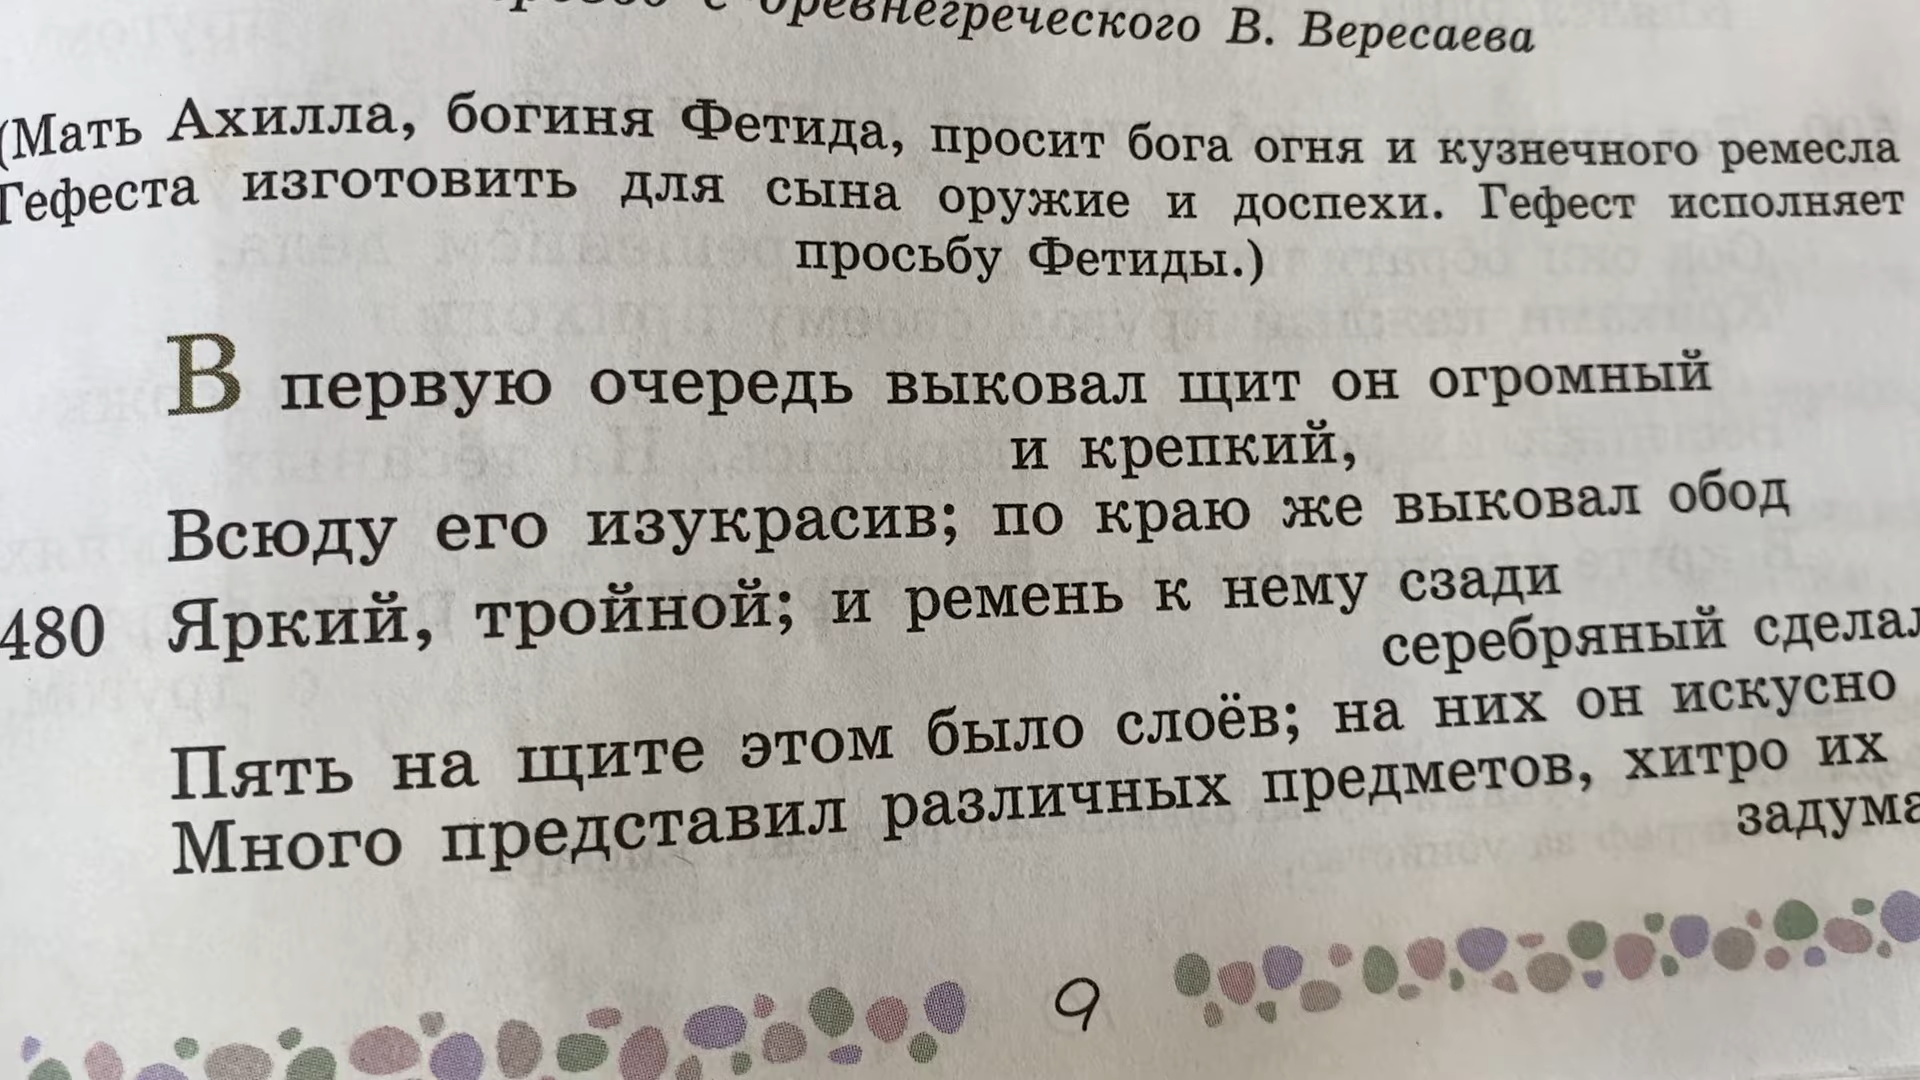 с древнегреческого В. Вересаева
(Мать Ахилла, богиня Фетида, просит бога огня и кузнечного ремесла
Гефеста изготовить для сына оружие и доспехи. Гефест исполняет
просьбу Фетиды.)
В первую очередь выковал щит он огромный
и крепкий,
Всюду его изукрасив; по краю же выковал обод
480 Яркий, тройной; и ремень к нему сзади
серебряный сделал
Пять на щите этом было слоёв; на них он искусно
Много представил различных предметов, хитро их
задума
9